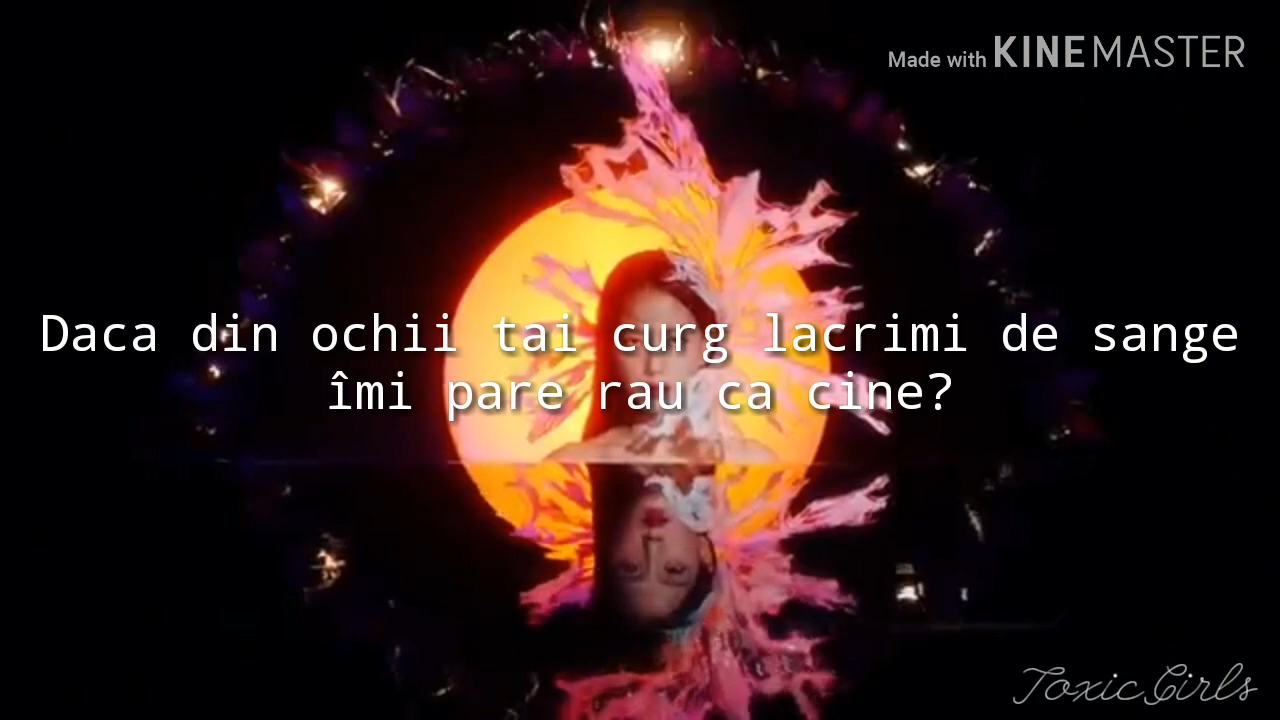 Made with KINEMASTER
Daca din ochii tai curg lacrimi de sange
îmi pare rau ca cine?
Toxic Girls